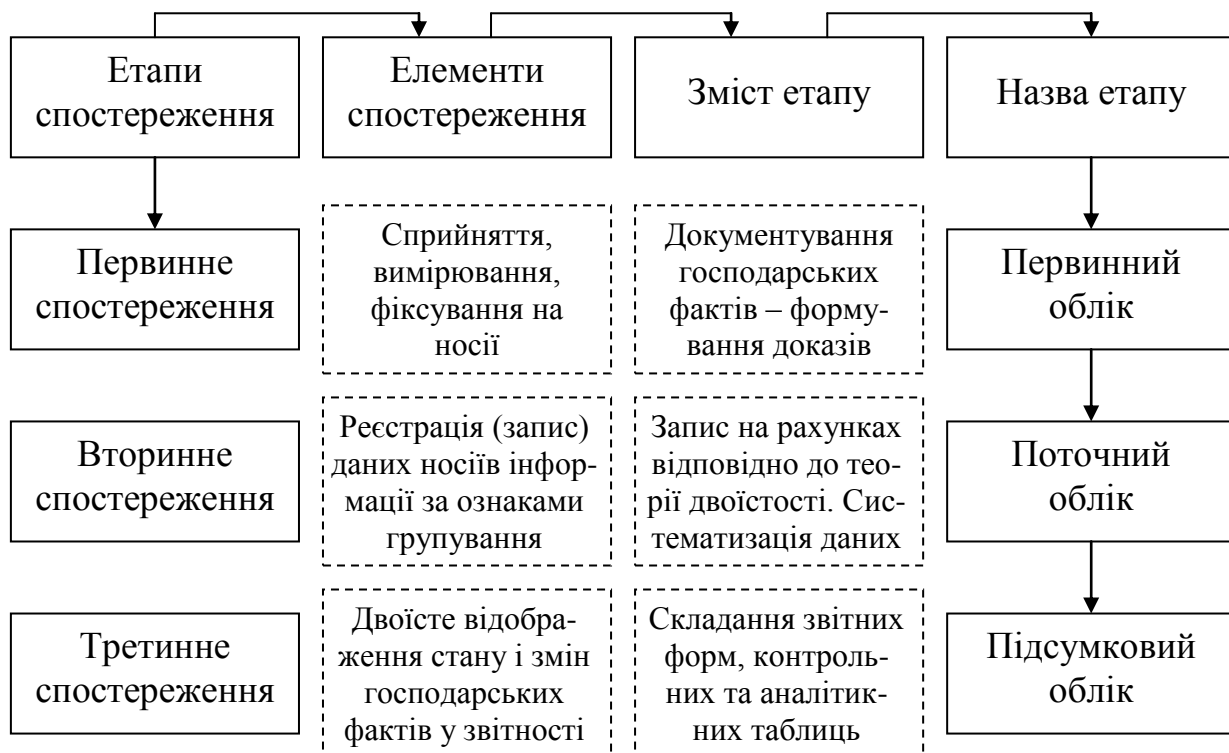 Етапи
спостереження
Елементи
спостереження
Зміст етапу
Назва етапу
Первинне
спостереження
Сприйняття,
вимірювання,
фіксування на
носії
Документування
господарських
фактів – форму-
вання доказів
Первинний
облік
Вторинне
спостереження
Реєстрація (запис)
даних носіїв інфор-
мації за ознаками
групування
Запис на рахунках
відповідно до тео-
рії двоїстості. Сис-
тематизація даних
Поточний
облік
Третинне
спостереження
Двоїсте відобра-
ження стану і змін
господарських
фактів у звітності
Складання звітних
форм, контроль-
них та аналітик-
них таблиць
Підсумковий
облік